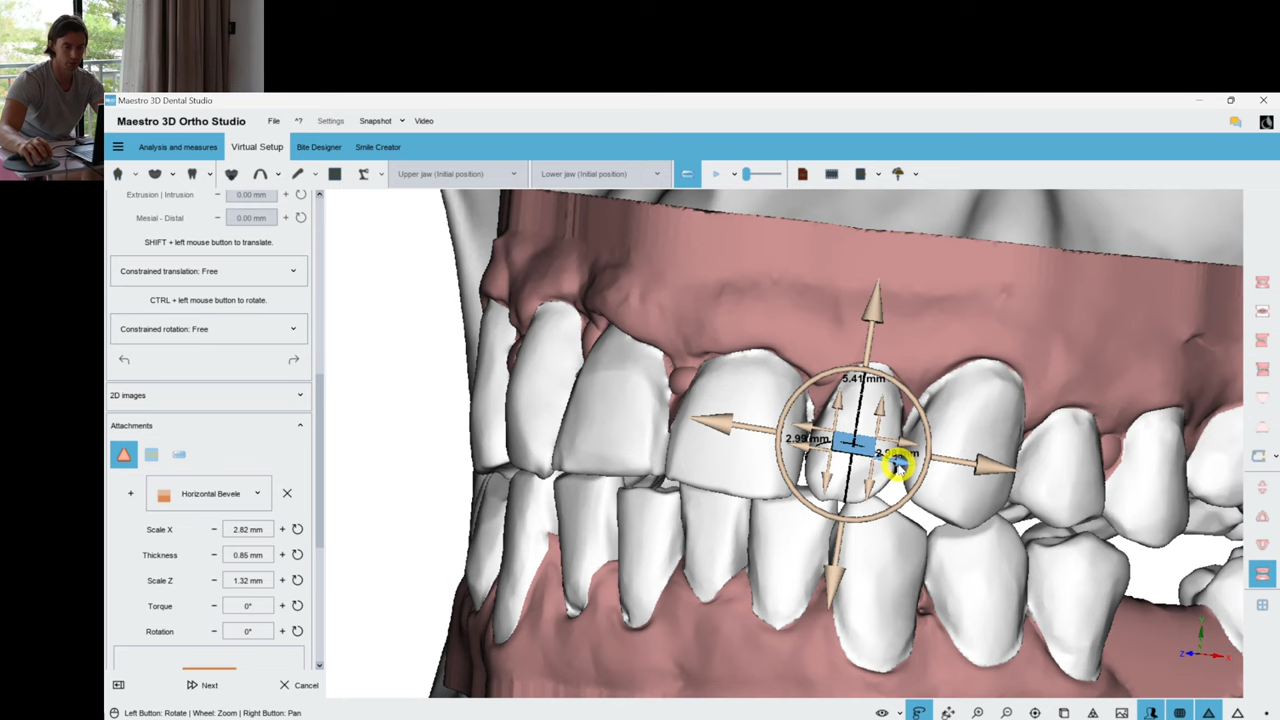 Maestro 3D Dental Studio
Maestro 3D Ortho Studio
File
^?
Settings
Snapshot
Video
Analysis and measures
Virtual Setup
Bite Designer
Smile Creator
Upper jaw (Initial position)
Lower jaw (Initial position)
Extrusion | Intrusion
0.00 mm
Mesial - Distal
0.00 mm
SHIFT + left mouse button to translate.
Constrained translation: Free
CTRL + left mouse button to rotate.
Constrained rotation: Free
2D images
Attachments
Horizontal Bevele
Scale X
2.82 mm
Thickness
0.85 mm
Scale Z
1.32 mm
Torque
0°
Rotation
0°
Next
Cancel
5.41 mm
2.99 mm
Y
Z
X
Left Button: Rotate | Wheel: Zoom | Right Button: Pan